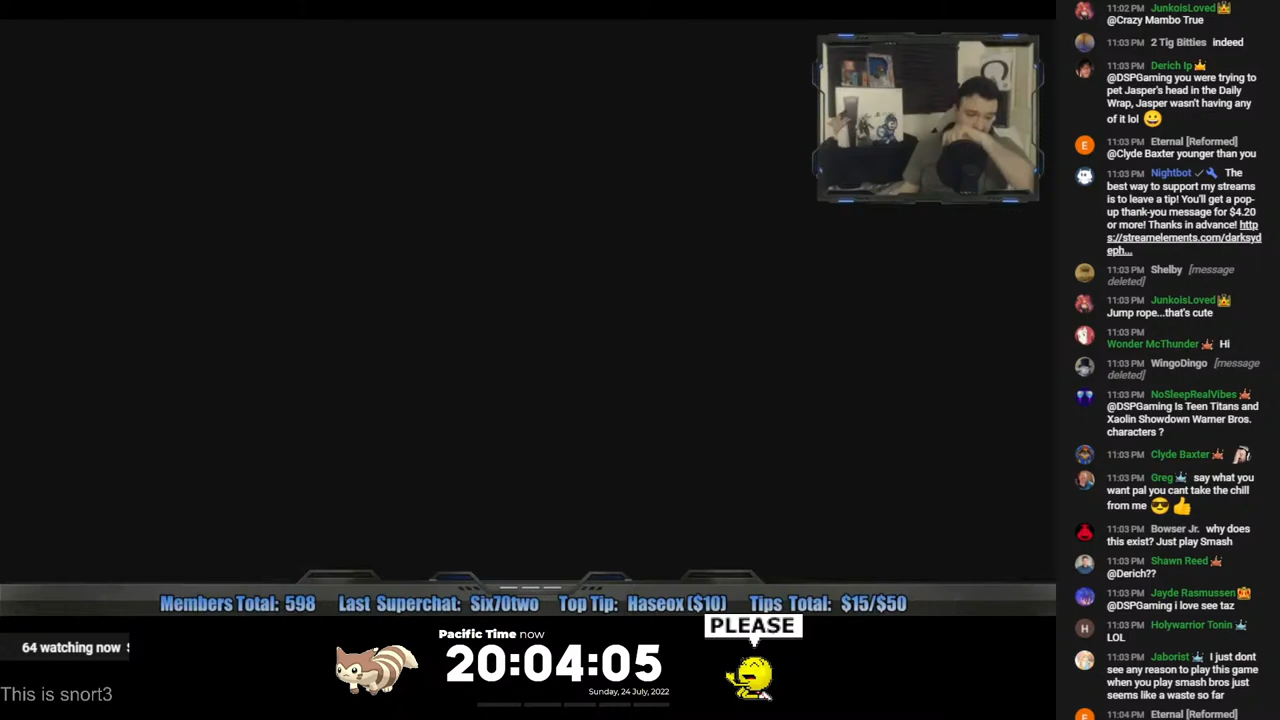 11:02 PM JunkoisLoved
@Crazy Mambo True
11:03 PM 2 Tig Bitties indeed
11:03 PM Derich Ip
@DSPGaming you were trying to
pet Jasper's head in the Daily
Wrap, Jasper wasn't having any
of it lol
11:03 PM Eternal [Reformed]
@Clyde Baxter younger than you
11:03 PM Nightbot The
best way to support my streams
is to leave a tip! You'll get a pop-
up thank-you message for $4.20
or more! Thanks in advance! http
s://streamelements.com/darksyd
eph...
11:03 PM Shelby [message
deleted]
11:03 PM JunkoisLoved
Jump rope...that's cute
11:03 PM
Wonder McThunder Hi
11:03 PM WingoDingo [message
deleted]
11:03 PM NoSleepRealVibes
@DSPGaming Is Teen Titans and
Xaolin Showdown Warner Bros.
characters ?
11:03 PM Clyde Baxter
11:03 PM Greg say what you
want pal you cant take the chill
from me
11:03 PM Bowser Jr. why does
this exist? Just play Smash
11:03 PM Shawn Reed
@Derich??
11:03 PM Jayde Rasmussen
@DSPGaming i love see taz
11:03 PM Holywarrior Tonin
LOL
11:03 PM Jaborist I just dont
see any reason to play this game
when you play smash bros just
seems like a waste so far
11:04 PM Eternal [Reformed]
Members Total: 598 Last Superchat: Six70two Top Tip: Haseox ($10) Tips Total: $15/$50
PLEASE
64 watching now
Pacific Time now
20:04:05
Sunday, 24 July, 2022
This is snort3
E
E
H
E